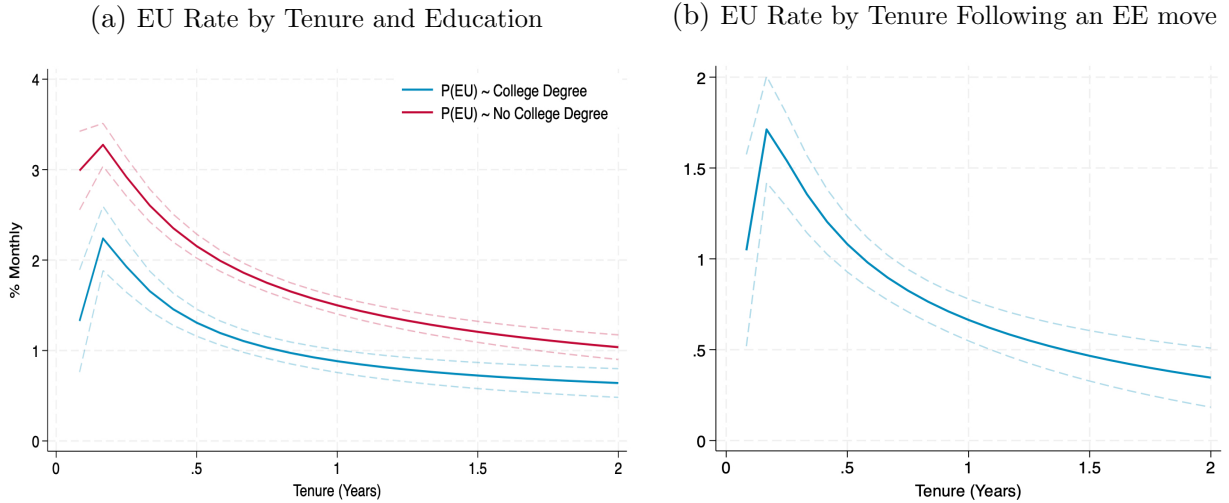 (a) EU Rate by Tenure and Education
P(EU) ~ College Degree
P(EU) ~ No College Degree
% Monthly
4
3
2
1
0
0 .5 1 1.5 2
Tenure (Years)
(b) EU Rate by Tenure Following an EE move
2
1.5
1
.5
0
0 .5 1 1.5 2
Tenure (Years)